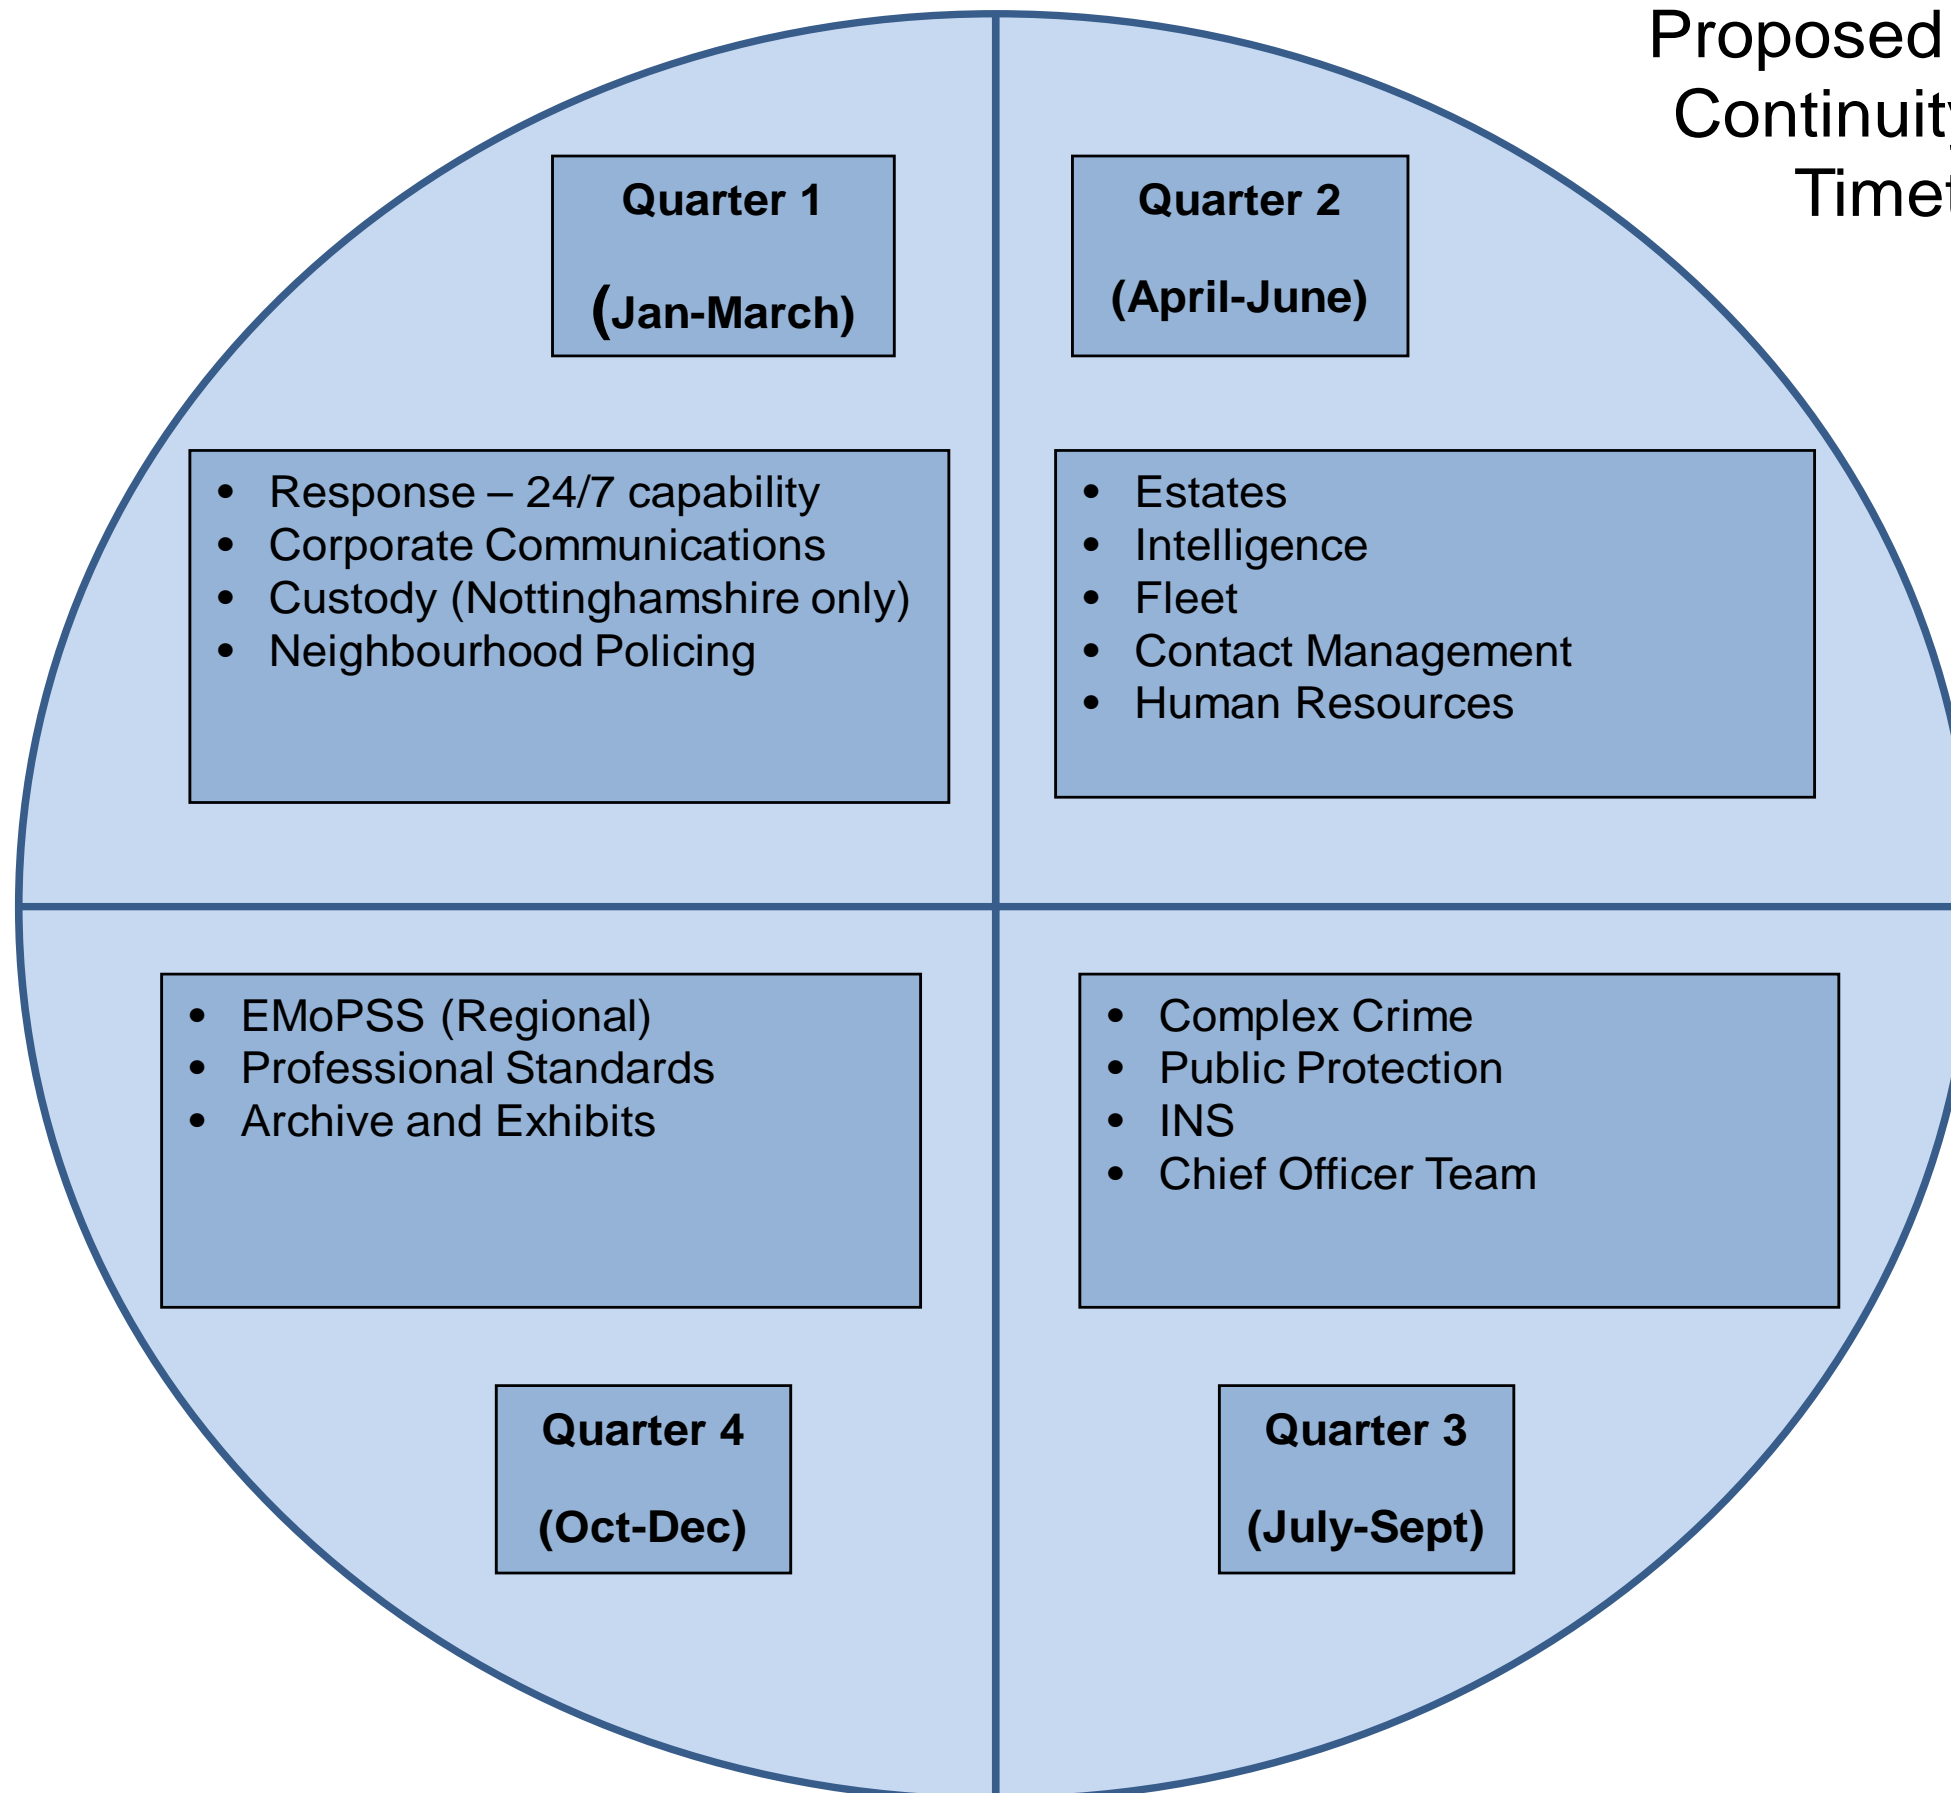 Proposed
Quarter 1
(Jan-March)
Quarter 2
(April-June)
• Response – 24/7 capability
• Corporate Communications
• Custody (Nottinghamshire only)
• Neighbourhood Policing
• Estates
• Intelligence
• Fleet
• Contact Management
• Human Resources
• EMoPSS (Regional)
• Professional Standards
• Archive and Exhibits
• Complex Crime
• Public Protection
• INS
• Chief Officer Team
Quarter 4
(Oct-Dec)
Quarter 3
(July-Sept)